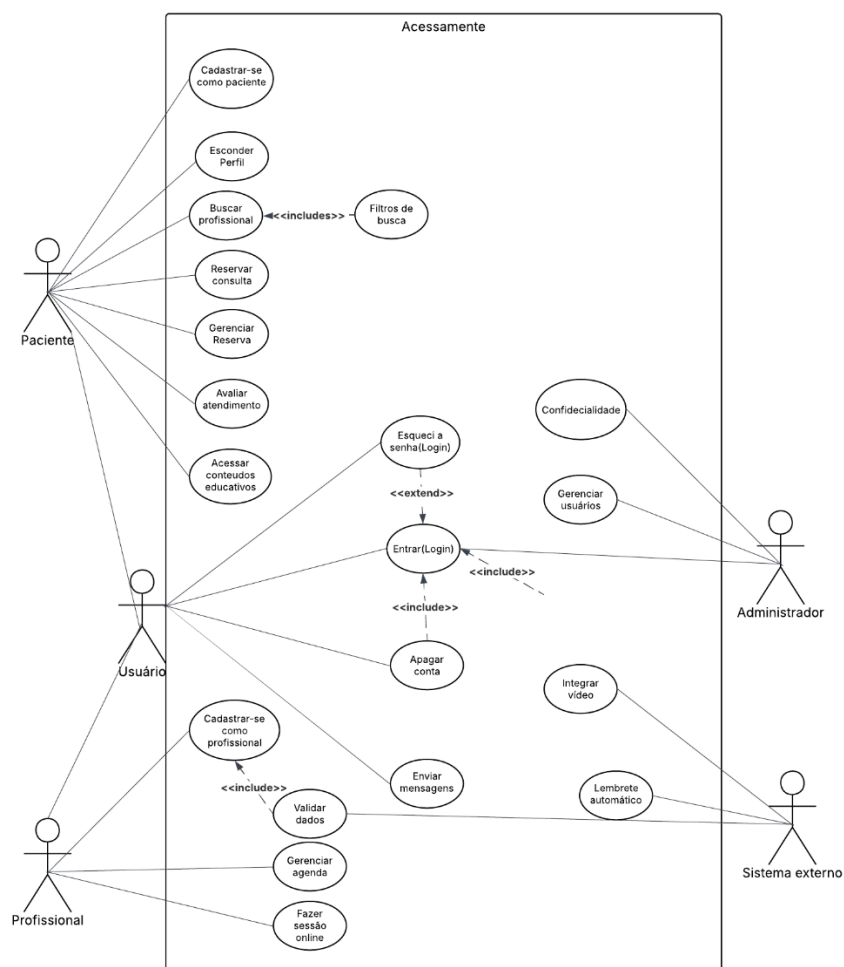 Acessamente
Cadastrar-se
como paciente
Esconder
Perfil
Buscar
profissional
<<includes>>
Filtros de
busca
Reservar
consulta
Paciente
Gerenciar
Reserva
Avaliar
atendimento
Confidecialidade
Esqueci a
senha(Login)
Acessar
conteudos
educativos
<<extend>>
Gerenciar
usuários
Entrar(Login)
<<include>>
Administrador
<<include>>
Usuário
Apagar
conta
Integrar
vídeo
Cadastrar-se
como
profissional
<<include>>
Enviar
mensagens
Lembrete
automático
Validar
dados
Sistema externo
Gerenciar
agenda
Profissional
Fazer
sessão
online